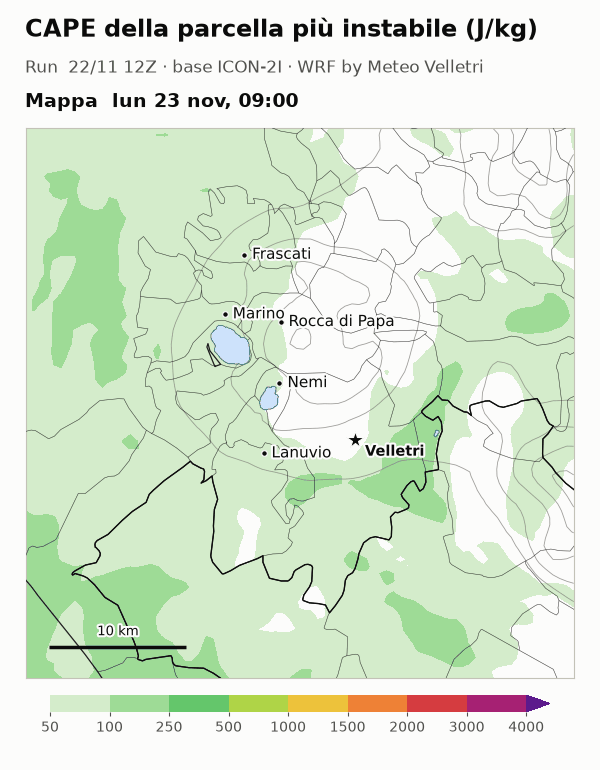 CAPE della parcella più instabile (J/kg)
Run  22/11 12Z · base ICON-2I · WRF by Meteo Velletri
Mappa  lun 23 nov, 09:00
Frascati
Marino
Rocca di Papa
Nemi
Velletri
Lanuvio
10 km
50 100 250 500 1000 1500 2000 3000 4000